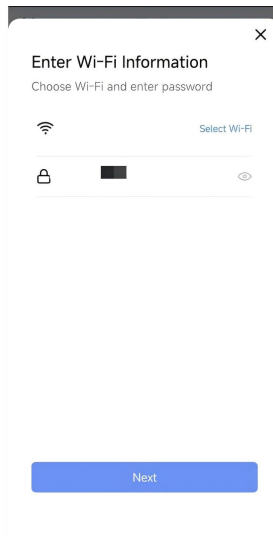 Enter Wi-Fi Information
Choose Wi-Fi and enter password
Select Wi-Fi
Next